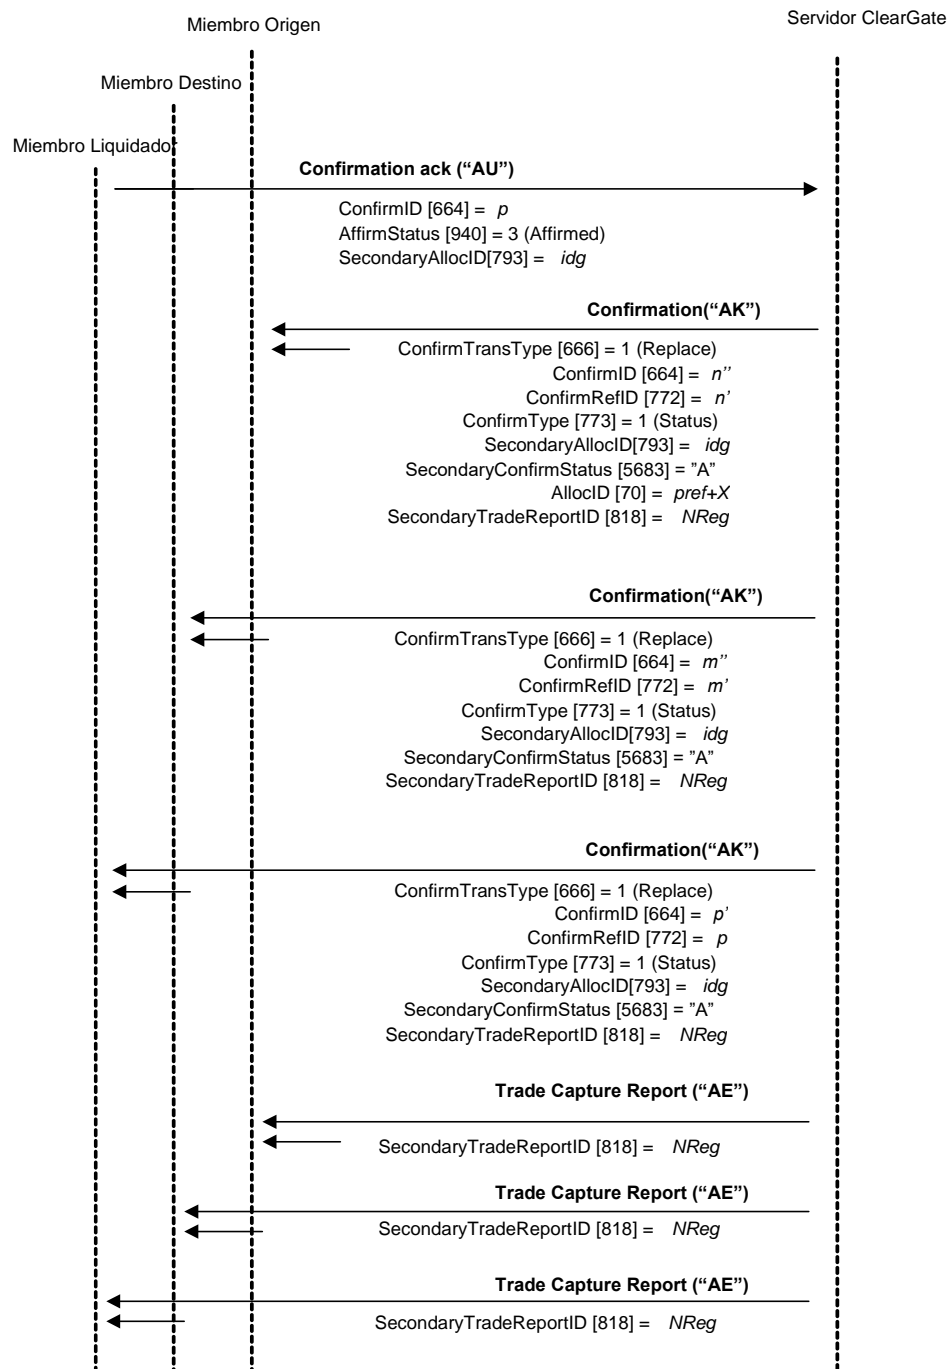 Servidor ClearGate
Miembro Origen
Miembro Destino
Miembro Liquidador
Confirmation ack (“AU”)
ConfirmID [664] = p
AffirmStatus [940] = 3 (Affirmed)
SecondaryAllocID[793] = idg
Confirmation(“AK”)
ConfirmTransType [666] = 1 (Replace)
ConfirmID [664] = n’’
ConfirmRefID [772] = n’
ConfirmType [773] = 1 (Status)
SecondaryAllocID[793] = idg
SecondaryConfirmStatus [5683] = ”A”
AllocID [70] = pref+X
SecondaryTradeReportID [818] = NReg
Confirmation(“AK”)
ConfirmTransType [666] = 1 (Replace)
ConfirmID [664] = m’’
ConfirmRefID [772] = m’
ConfirmType [773] = 1 (Status)
SecondaryAllocID[793] = idg
SecondaryConfirmStatus [5683] = ”A”
SecondaryTradeReportID [818] = NReg
Confirmation(“AK”)
ConfirmTransType [666] = 1 (Replace)
ConfirmID [664] = p’
ConfirmRefID [772] = p
ConfirmType [773] = 1 (Status)
SecondaryAllocID[793] = idg
SecondaryConfirmStatus [5683] = ”A”
SecondaryTradeReportID [818] = NReg
Trade Capture Report (“AE”)
SecondaryTradeReportID [818] = NReg
Trade Capture Report (“AE”)
SecondaryTradeReportID [818] = NReg
Trade Capture Report (“AE”)
SecondaryTradeReportID [818] = NReg